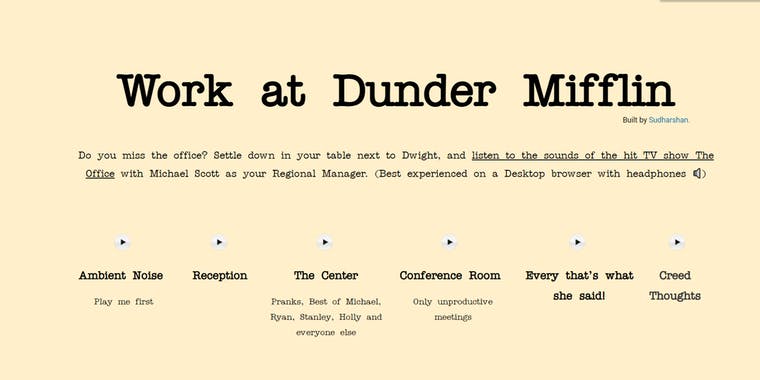 Work at Dunder Mifflin
Built by Sudharshan.
Do you miss the office? Settle down in your table next to Dwight, and listen to the sounds of the hit TV show The
Office with Michael Scott as your Regional Manager. (Best experienced on a Desktop browser with headphones 🔊)
Ambient Noise
Play me first
Reception
The Center
Pranks, Best of Michael,
Ryan, Stanley, Holly and
everyone else
Conference Room
Only unproductive
meetings
Every that's what
she said!
Creed
Thoughts